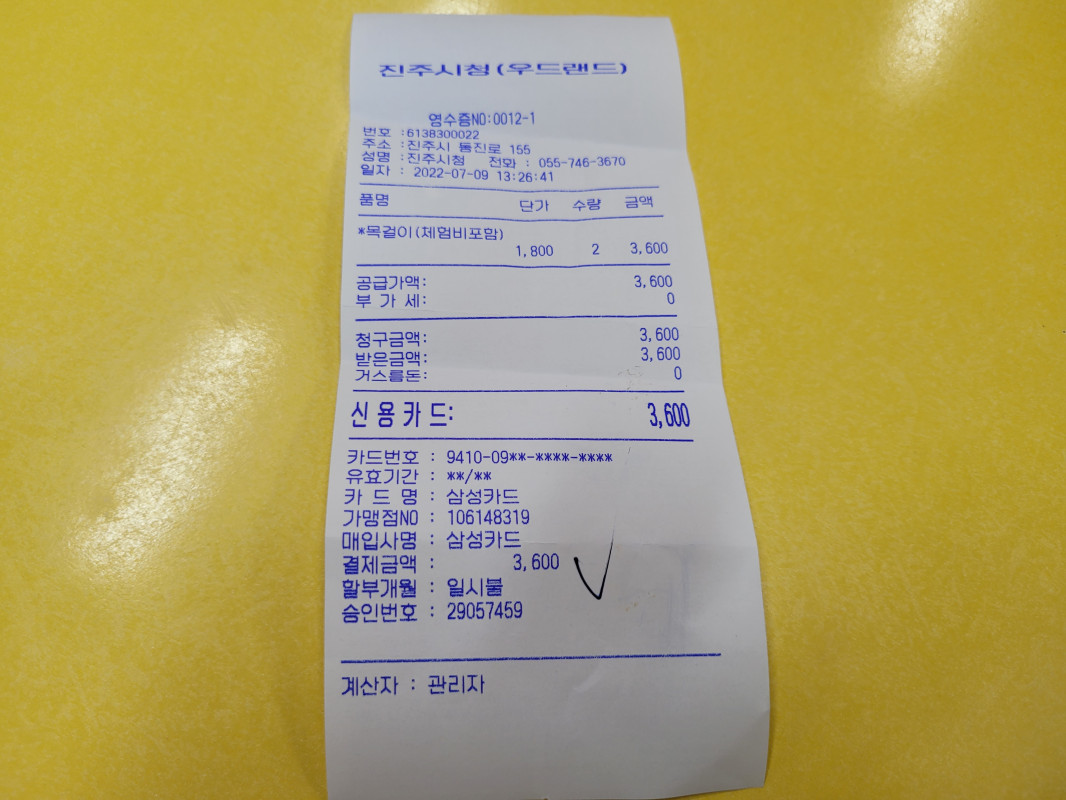 진주시청(우드랜드)
영수증NO:0012-1
번호 :6138300022
주소 :진주시 동진로 155
성명 :진주시청 전화 : 055-746-3670
일자 : 2022-07-09 13:26:41
품명 단가 수량 금액
*목걸이(체험비포함)
1,800 2 3,600
공급가액: 3,600
부 가 세: 0
청구금액: 3,600
받은금액: 3,600
거스름돈: 0
신 용 카 드: 3,600
카드번호 : 9410-09**-****-****
유효기간 : **/**
카 드 명 : 삼성카드
가맹점NO : 106148319
매입사명 : 삼성카드
결제금액 : 3,600
할부개월 : 일시불
승인번호 : 29057459
계산자 : 관리자